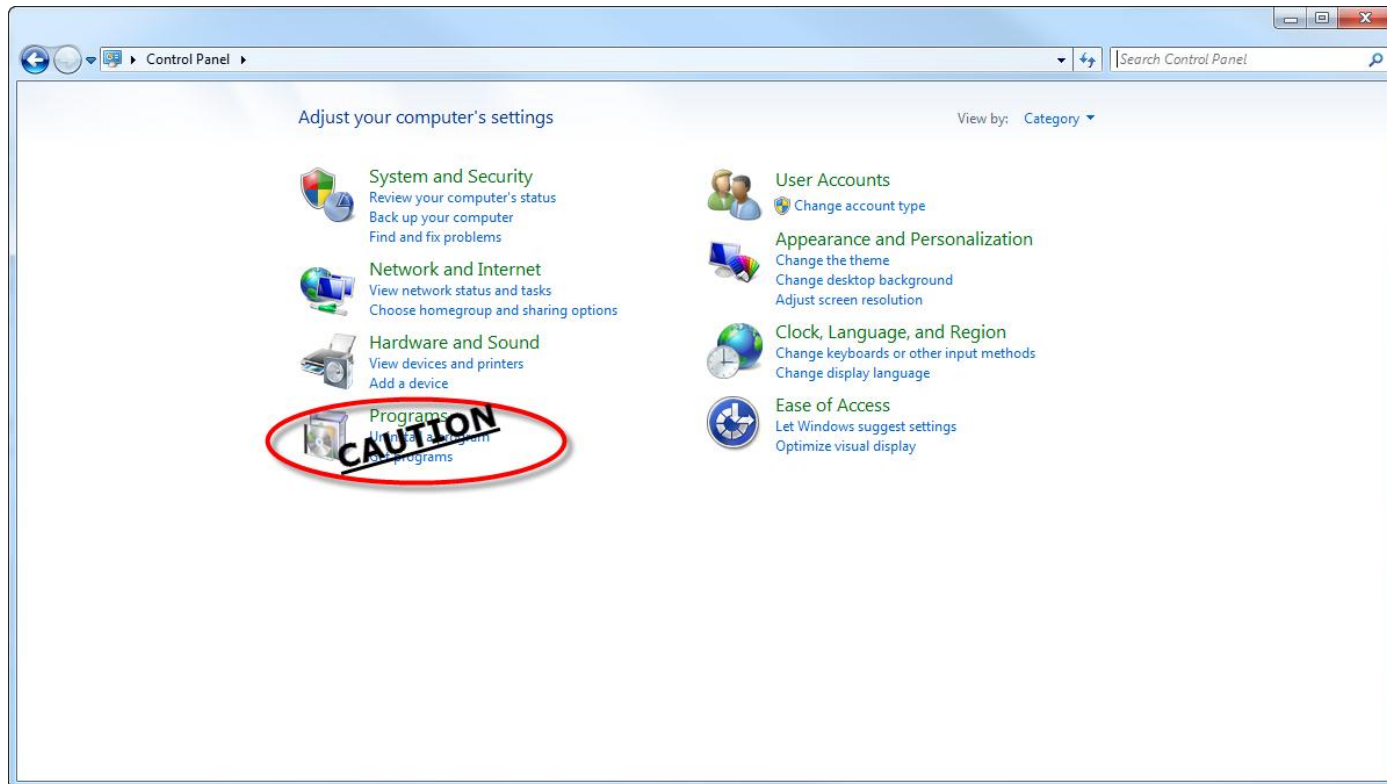 Control Panel
Search Control Panel
Adjust your computer's settings
View by: Category
System and Security
Review your computer's status
Back up your computer
Find and fix problems
Network and Internet
View network status and tasks
Choose homegroup and sharing options
Hardware and Sound
View devices and printers
Add a device
Programs
Uninstall a program
Get programs
CAUTION
User Accounts
Change account type
Appearance and Personalization
Change the theme
Change desktop background
Adjust screen resolution
Clock, Language, and Region
Change keyboards or other input methods
Change display language
Ease of Access
Let Windows suggest settings
Optimize visual display